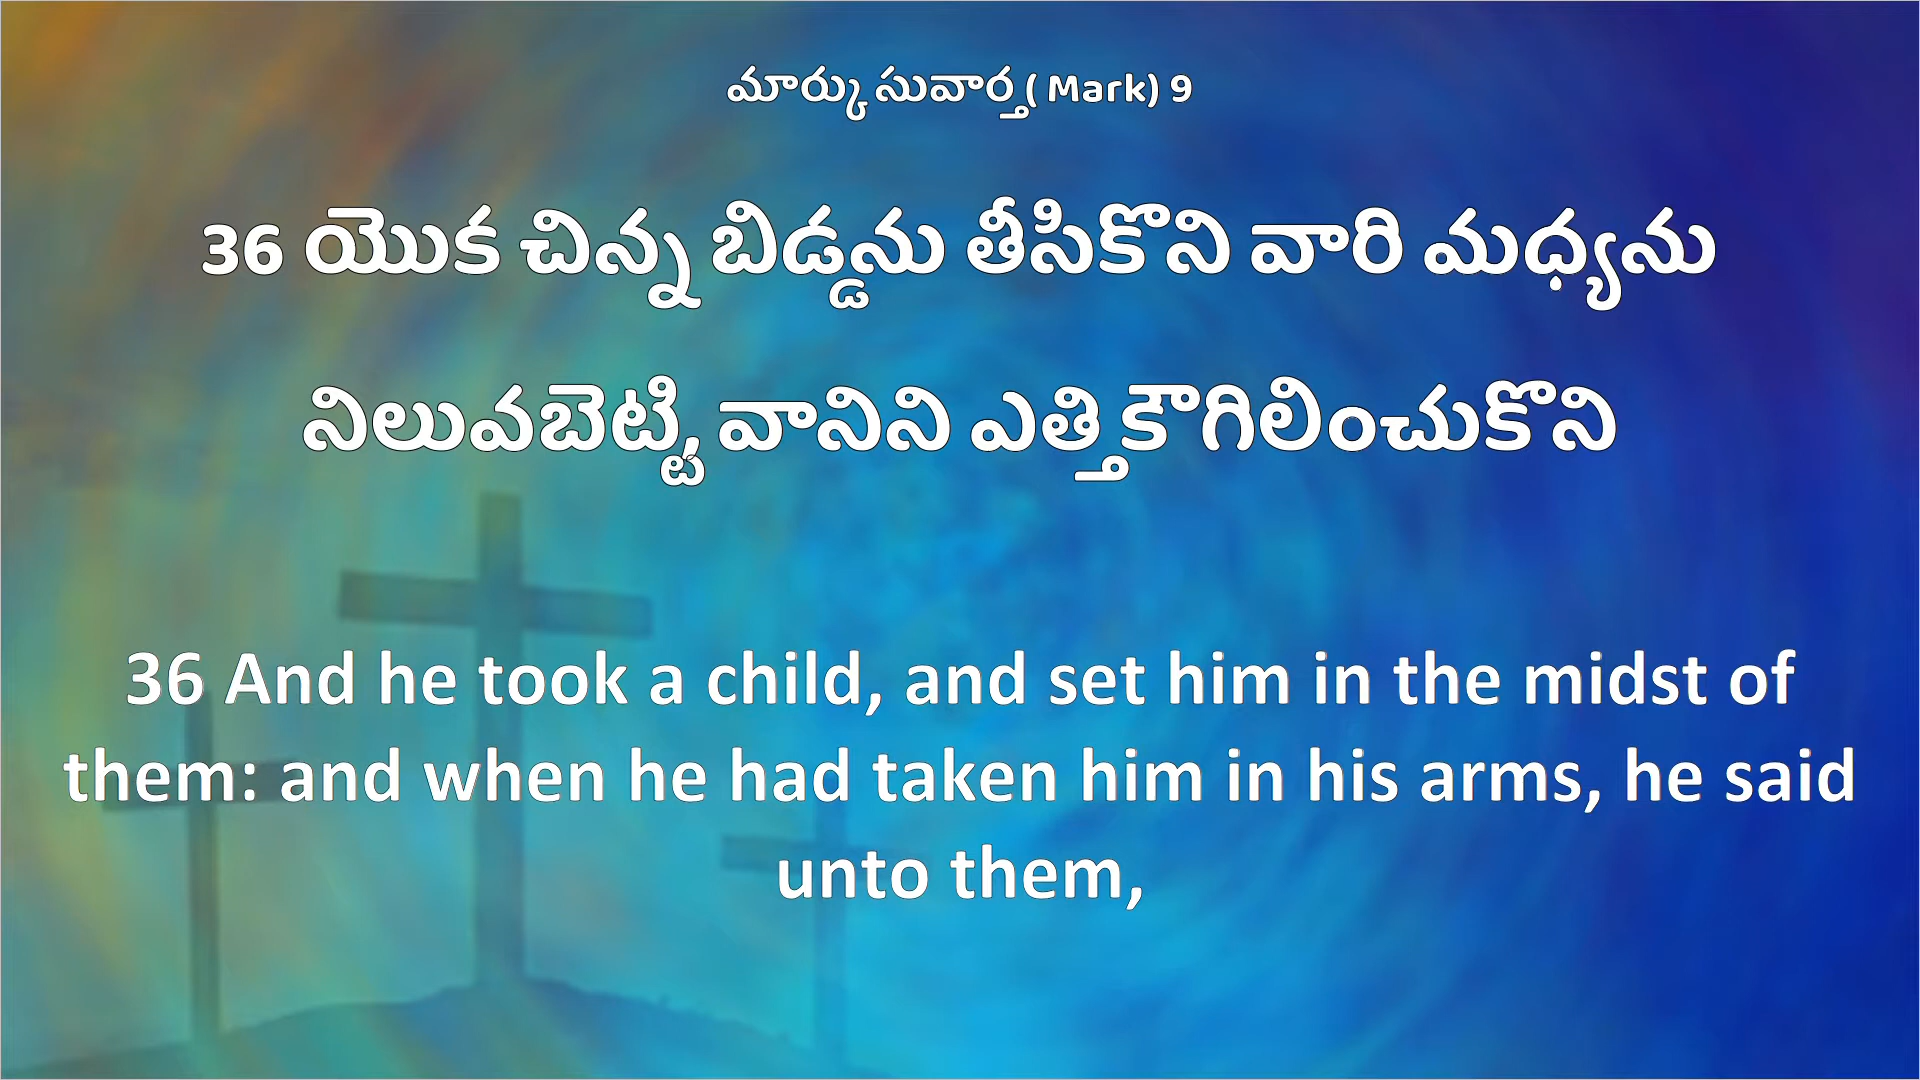 మార్కు సువార్త( Mark) 9
36 యొక చిన్న బిడ్డను తీసికొని వారి మధ్యను
నిలువబెట్టి, వానిని ఎత్తికౌగిలించుకొని
36 And he took a child, and set him in the midst of
them: and when he had taken him in his arms, he said
unto them,